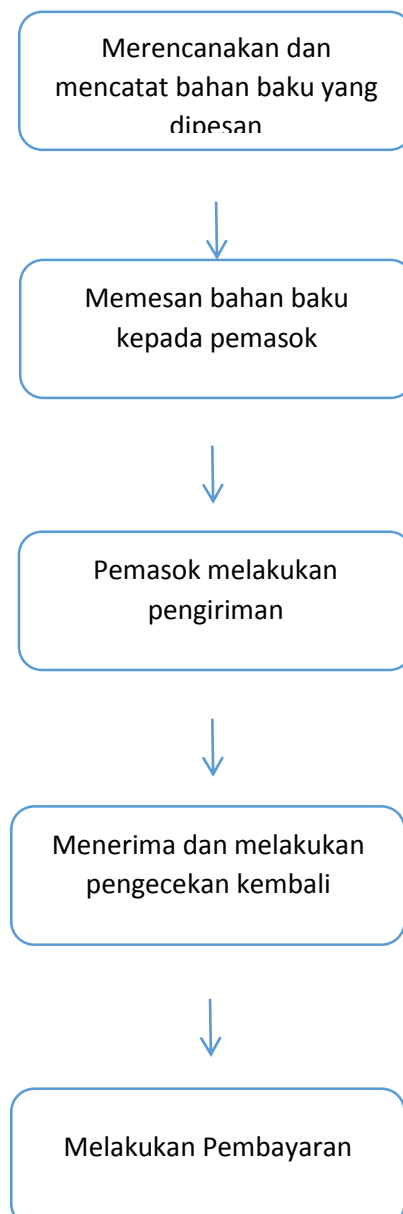 Merencanakan dan
mencatat bahan baku yang
dipesan
Memesan bahan baku
kepada pemasok
Pemasok melakukan
pengiriman
Menerima dan melakukan
pengecekan kembali
Melakukan Pembayaran